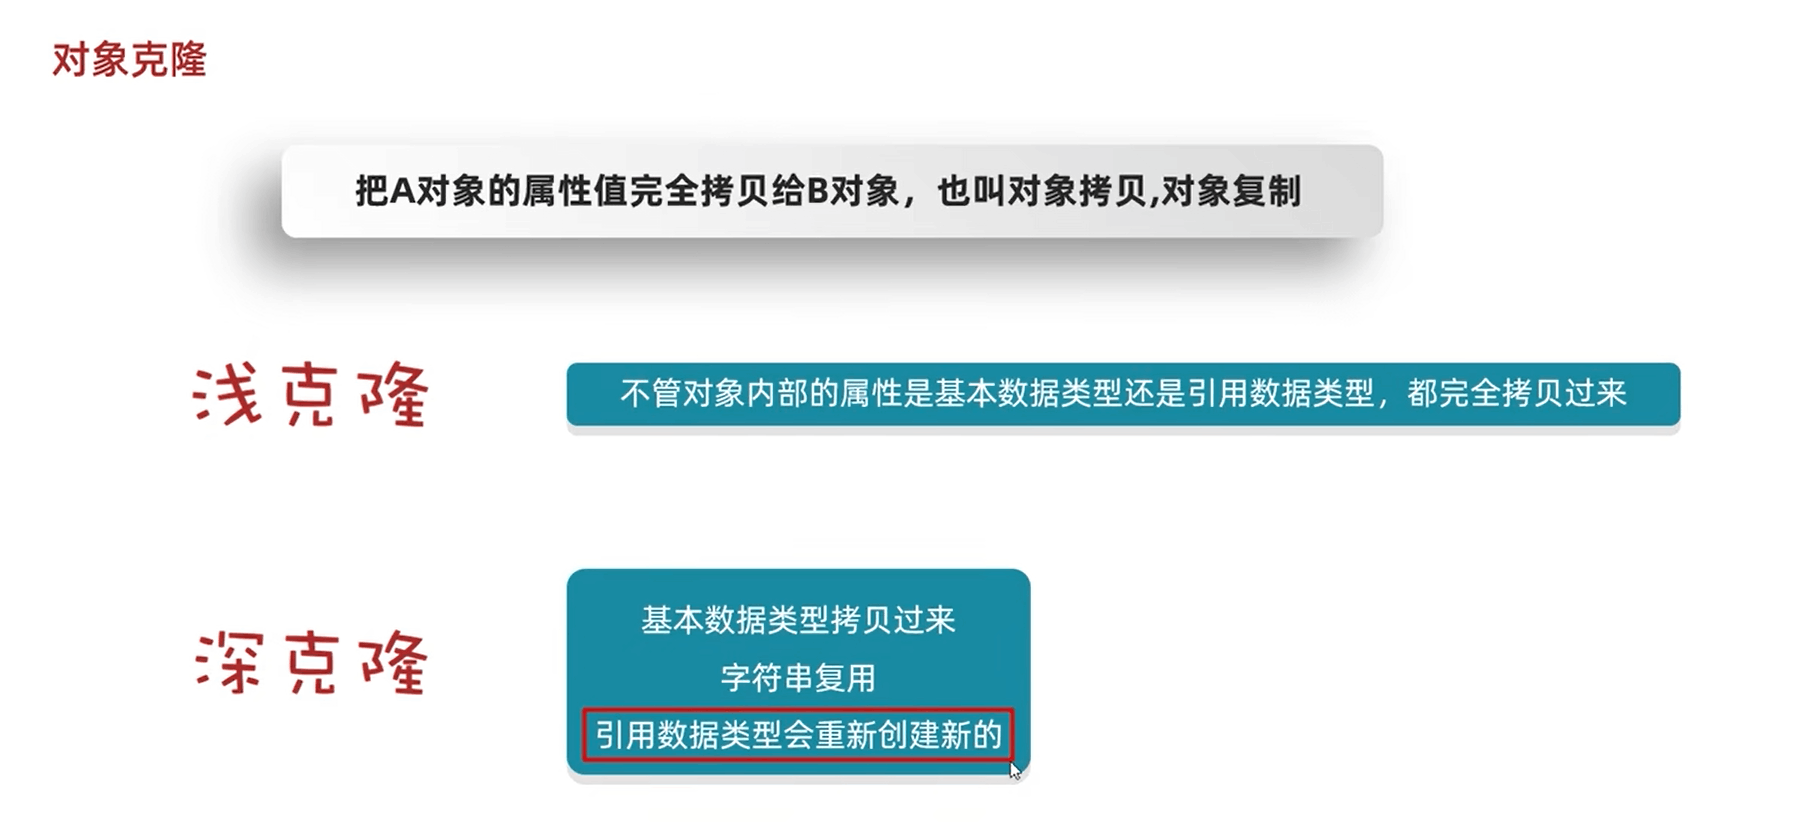 对象克隆
把A对象的属性值完全拷贝给B对象，也叫对象拷贝,对象复制
浅克隆
不管对象内部的属性是基本数据类型还是引用数据类型，都完全拷贝过来
深克隆
基本数据类型拷贝过来
字符串复用
引用数据类型会重新创建新的